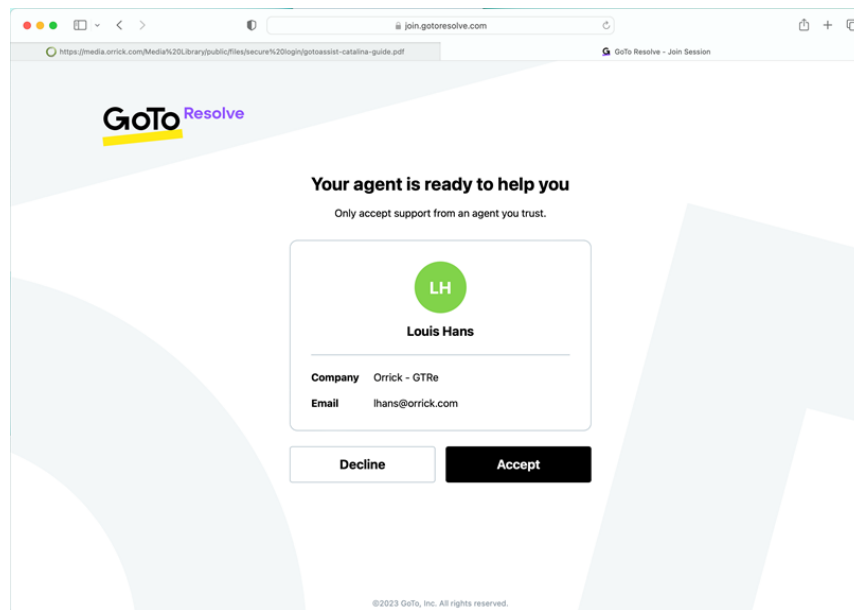 join.gotoresolve.com
https://media.orrick.com/Media%20Library/public/files/secure%20login/gotoassist-catalina-guide.pdf
G GoTo Resolve - Join Session
GoTo Resolve
Your agent is ready to help you
Only accept support from an agent you trust.
LH
Louis Hans
Company Orrick - GTRe
Email lhans@orrick.com
Decline Accept
©2023 GoTo, Inc. All rights reserved.